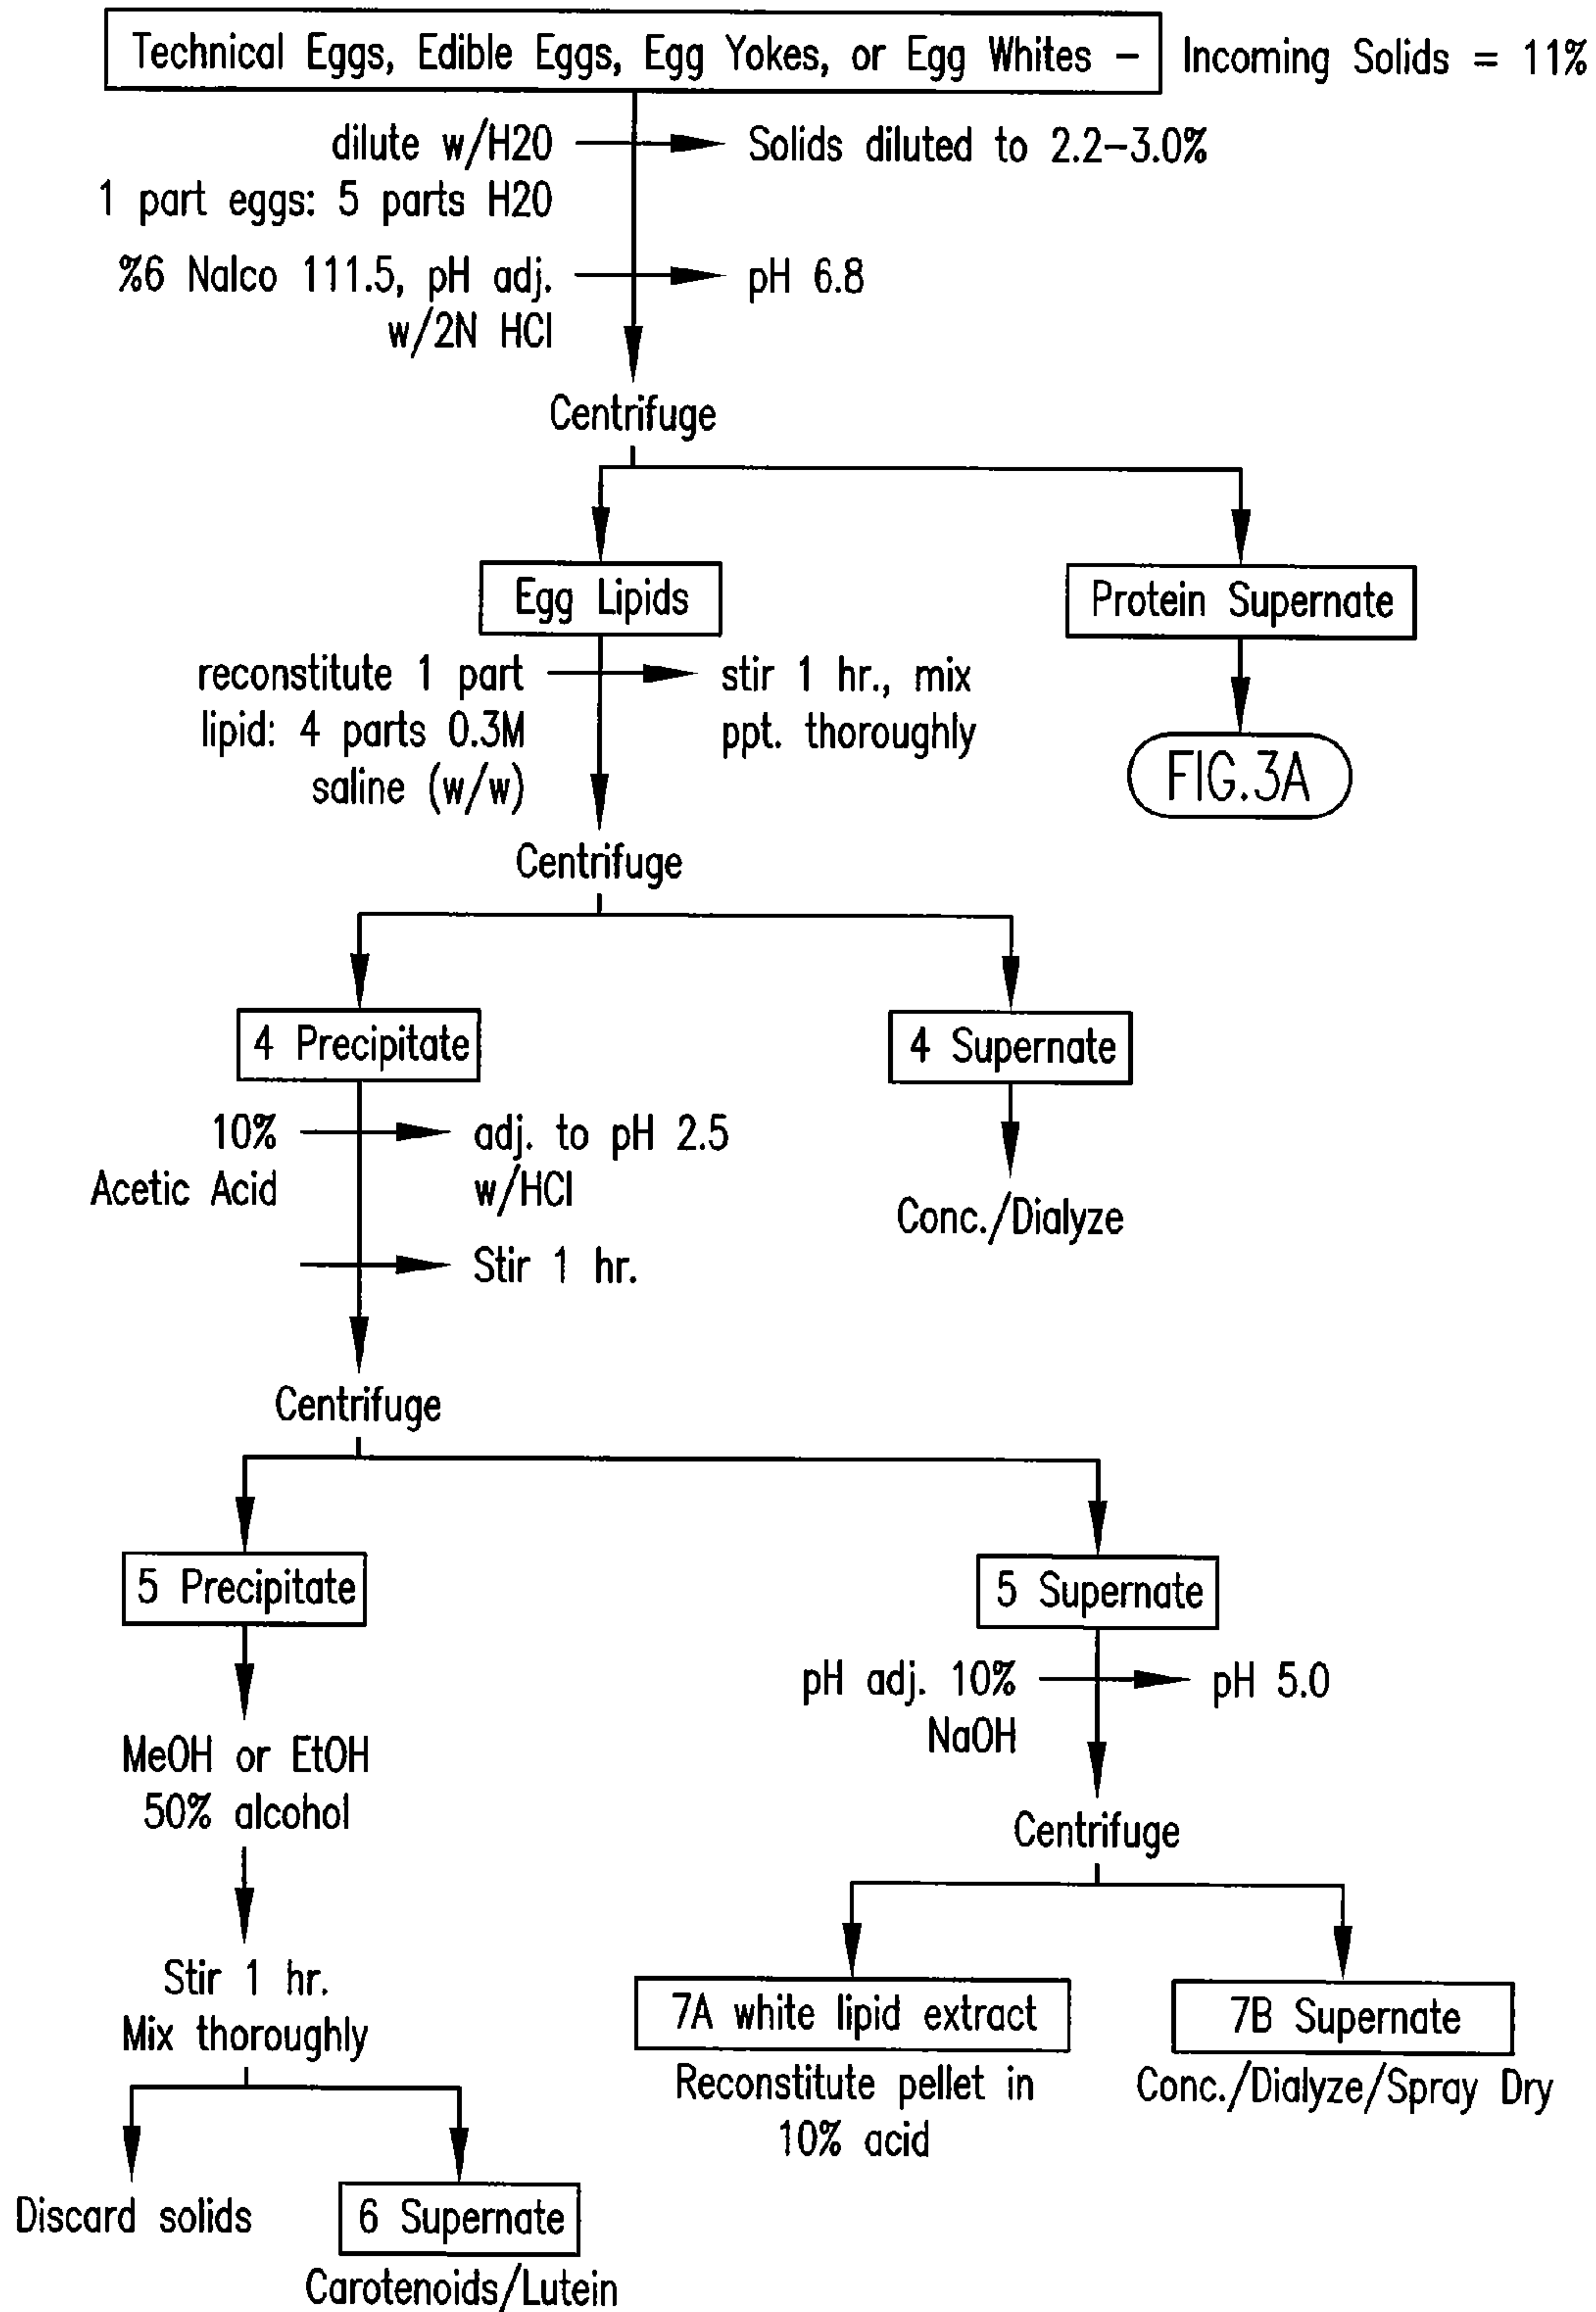 Technical Eggs, Edible Eggs, Egg Yokes, or Egg Whites – Incoming Solids = 11%
dilute w/H20
Solids diluted to 2.2–3.0%
1 part eggs: 5 parts H20
%6 Nalco 111.5, pH adj.
w/2N HCl
pH 6.8
Centrifuge
Egg Lipids
Protein Supernate
reconstitute 1 part
lipid: 4 parts 0.3M
saline (w/w)
stir 1 hr., mix
ppt. thoroughly
FIG.3A
Centrifuge
4 Precipitate
4 Supernate
10%
Acetic Acid
adj. to pH 2.5
w/HCl
Conc./Dialyze
Stir 1 hr.
Centrifuge
5 Precipitate
5 Supernate
pH adj. 10%
NaOH
pH 5.0
MeOH or EtOH
50% alcohol
Centrifuge
Stir 1 hr.
Mix thoroughly
7A white lipid extract
Reconstitute pellet in
10% acid
7B Supernate
Conc./Dialyze/Spray Dry
Discard solids
6 Supernate
Carotenoids/Lutein